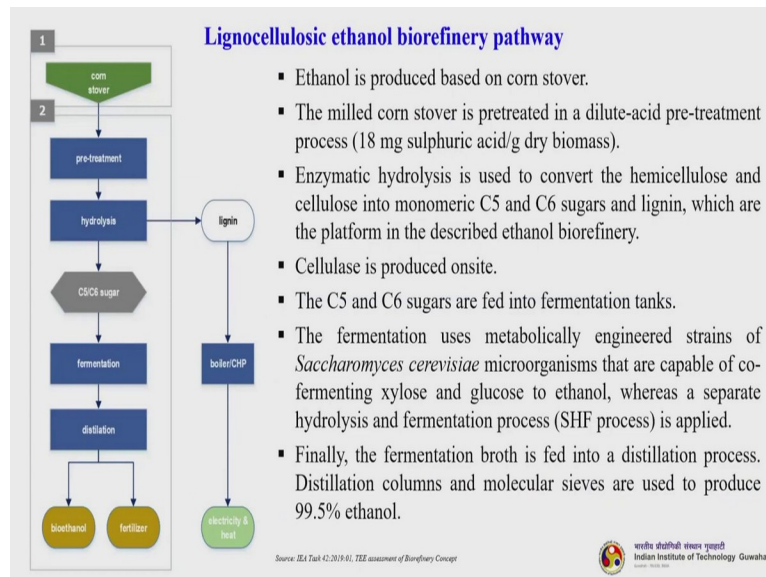 Lignocellulosic ethanol biorefinery pathway
1
corn
stover
2
pre-treatment
hydrolysis
lignin
C5/C6 sugar
fermentation
boiler/CHP
distilation
bioethanol
fertilizer
electricity &
heat
▪ Ethanol is produced based on corn stover.
▪ The milled corn stover is pretreated in a dilute-acid pre-treatment
process (18 mg sulphuric acid/g dry biomass).
▪ Enzymatic hydrolysis is used to convert the hemicellulose and
cellulose into monomeric C5 and C6 sugars and lignin, which are
the platform in the described ethanol biorefinery.
▪ Cellulase is produced onsite.
▪ The C5 and C6 sugars are fed into fermentation tanks.
▪ The fermentation uses metabolically engineered strains of
Saccharomyces cerevisiae microorganisms that are capable of co-
fermenting xylose and glucose to ethanol, whereas a separate
hydrolysis and fermentation process (SHF process) is applied.
▪ Finally, the fermentation broth is fed into a distillation process.
Distillation columns and molecular sieves are used to produce
99.5% ethanol.
Source: IEA Task 42:2019:01, TEE assessment of Biorefinery Concept
भारतीय प्रौद्योगिकी संस्थान गुवाहाटी
Indian Institute of Technology Guwaha